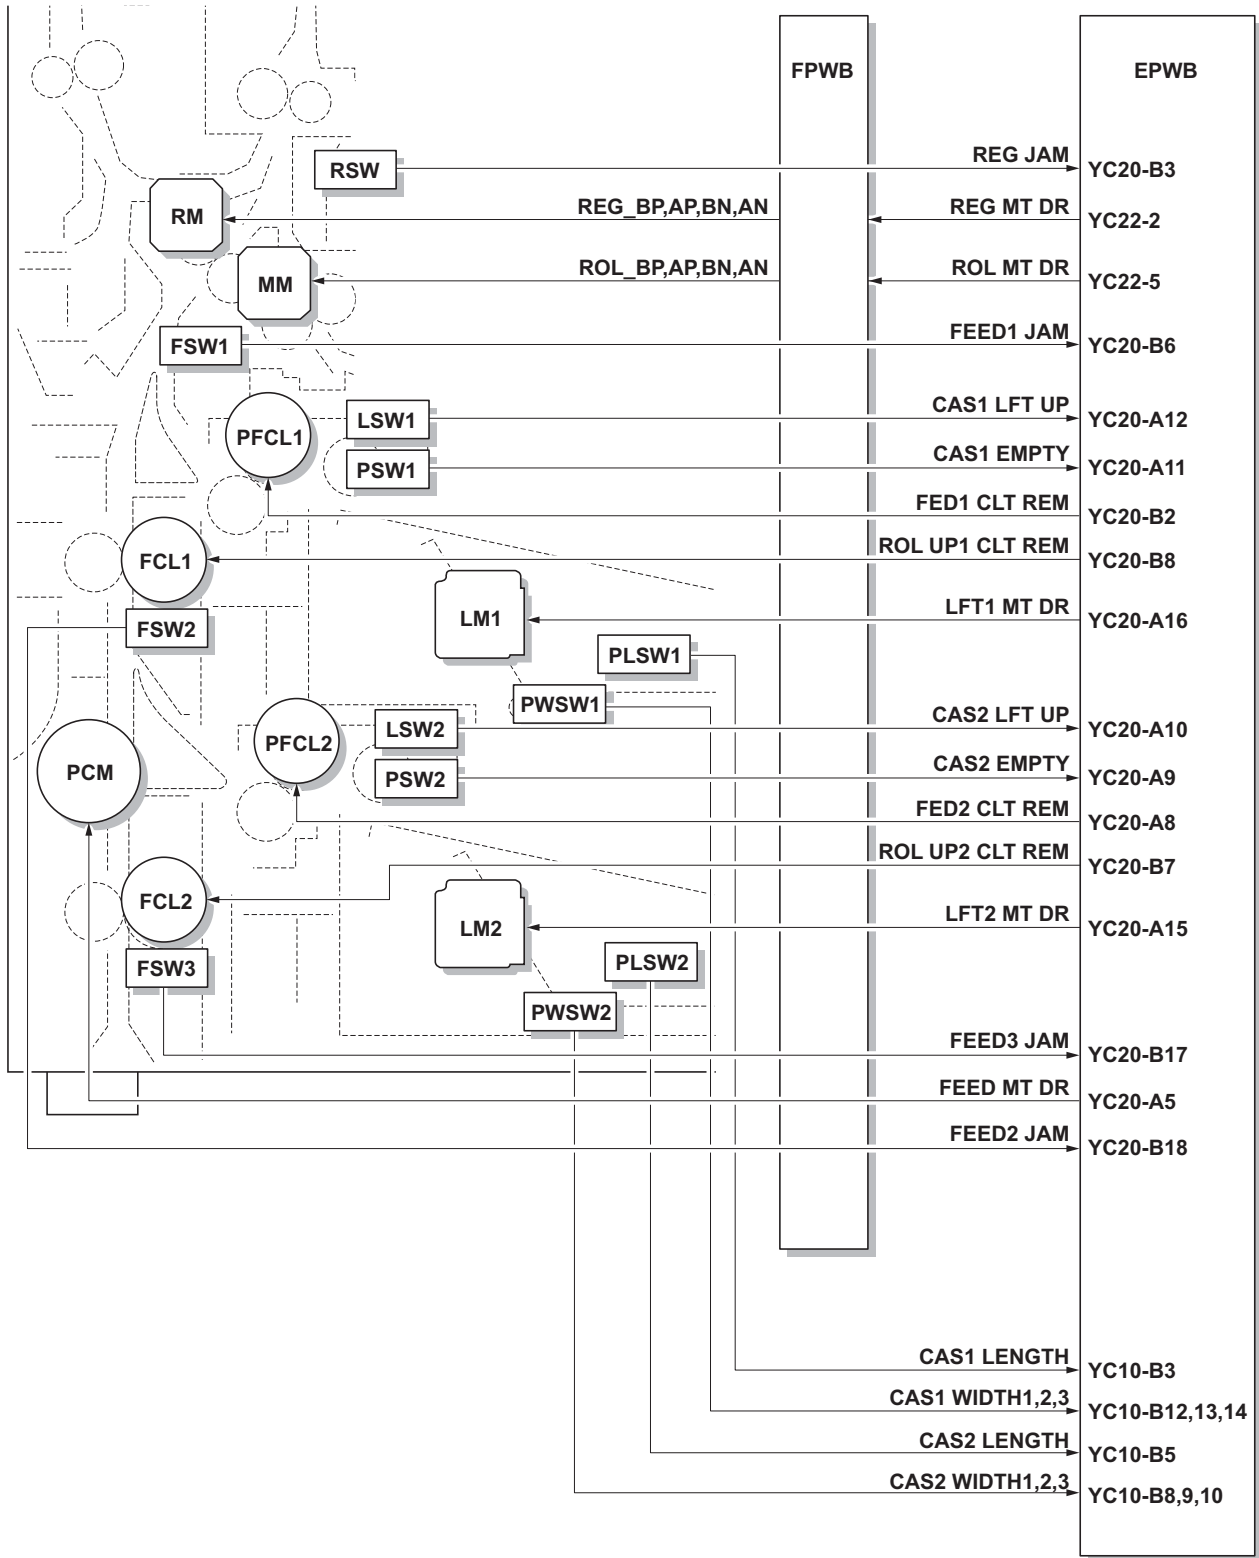 FPWB
EPWB
RSW
REG JAM
YC20-B3
RM
REG_BP,AP,BN,AN
REG MT DR
YC22-2
MM
ROL_BP,AP,BN,AN
ROL MT DR
YC22-5
FSW1
FEED1 JAM
YC20-B6
PFCL1
LSW1
CAS1 LFT UP
YC20-A12
PSW1
CAS1 EMPTY
YC20-A11
FED1 CLT REM
YC20-B2
FCL1
ROL UP1 CLT REM
YC20-B8
FSW2
LM1
LFT1 MT DR
YC20-A16
PLSW1
PWSW1
PFCL2
LSW2
CAS2 LFT UP
YC20-A10
PCM
PSW2
CAS2 EMPTY
YC20-A9
FED2 CLT REM
YC20-A8
ROL UP2 CLT REM
YC20-B7
FCL2
LM2
LFT2 MT DR
YC20-A15
FSW3
PLSW2
PWSW2
FEED3 JAM
YC20-B17
FEED MT DR
YC20-A5
FEED2 JAM
YC20-B18
CAS1 LENGTH
YC10-B3
CAS1 WIDTH1,2,3
YC10-B12,13,14
CAS2 LENGTH
YC10-B5
CAS2 WIDTH1,2,3
YC10-B8,9,10